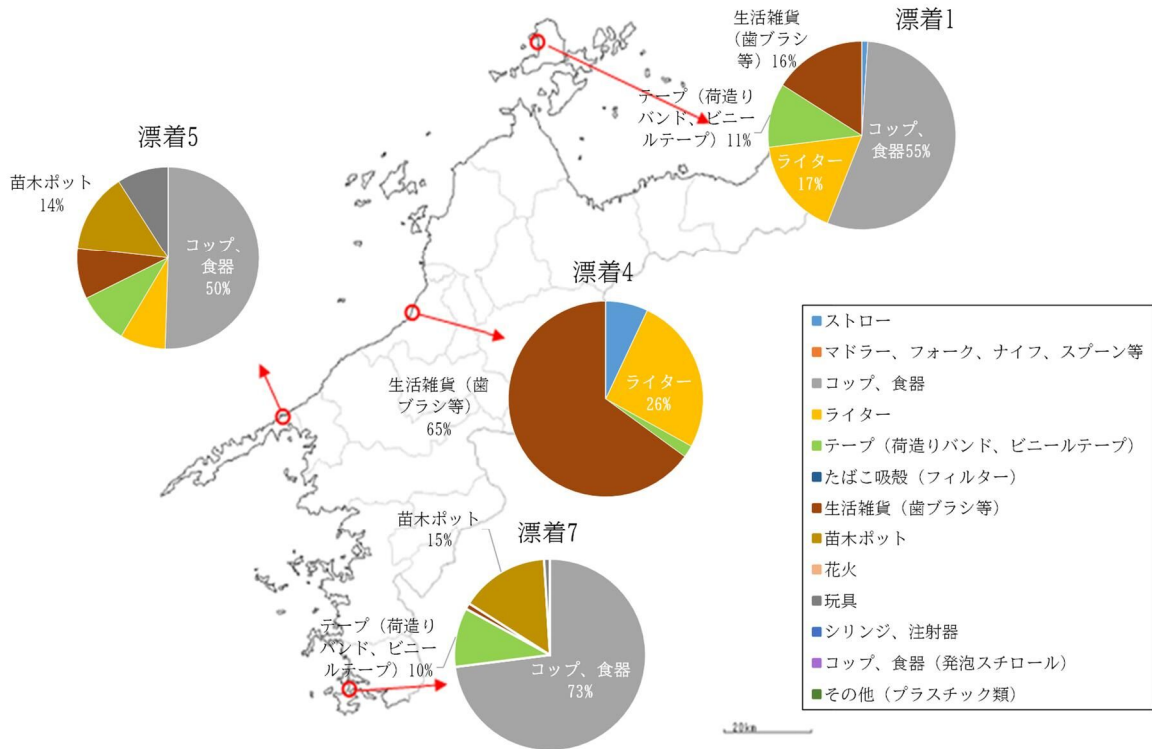 漂着1
生活雑貨
(歯ブラシ
等) 16%
テープ（荷造り
バンド、ビニー
ルテープ）11%
コップ、
食器55%
ライター
17%
漂着5
苗木ポット
14%
コップ、
食器
50%
漂着4
生活雑貨（歯
ブラシ等）
65%
ライター
26%
漂着7
苗木ポット
15%
テープ（荷造り
バンド、ビニー
ルテープ）10%
コップ、食器
73%
ストロー
マドラー、フォーク、ナイフ、スプーン等
コップ、食器
ライター
テープ（荷造りバンド、ビニールテープ）
たばこ吸殻（フィルター）
生活雑貨（歯ブラシ等）
苗木ポット
花火
玩具
シリンジ、注射器
コップ、食器（発泡スチロール）
その他（プラスチック類）
20km